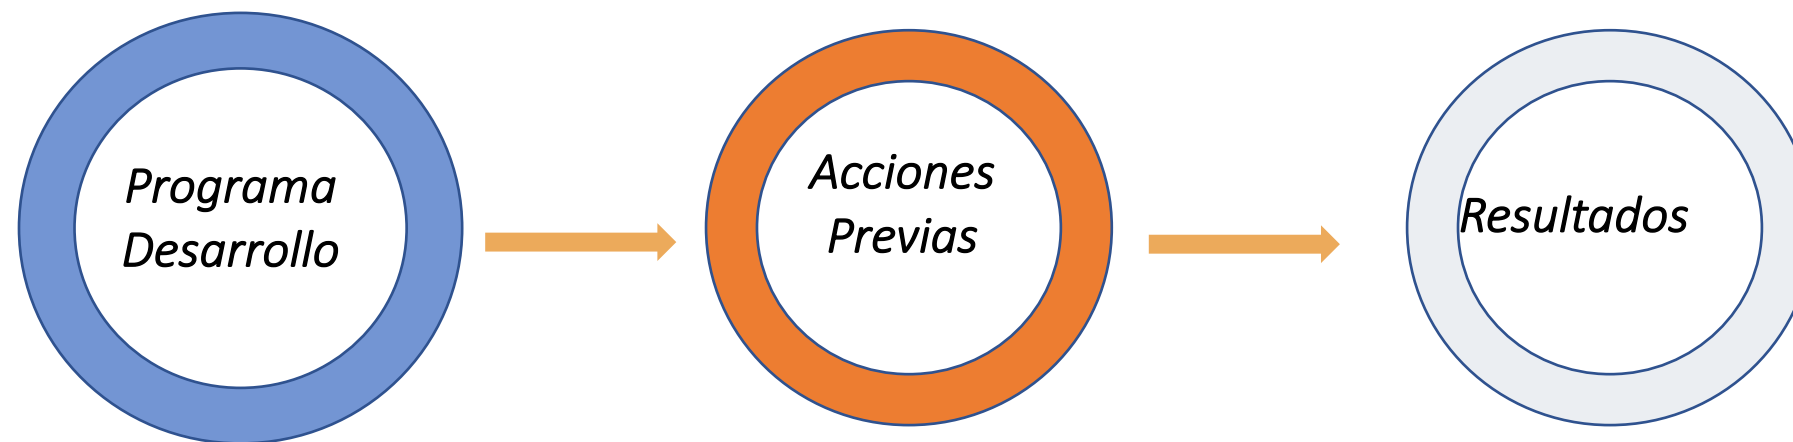 Programa
Desarrollo
Acciones
Previas
Resultados